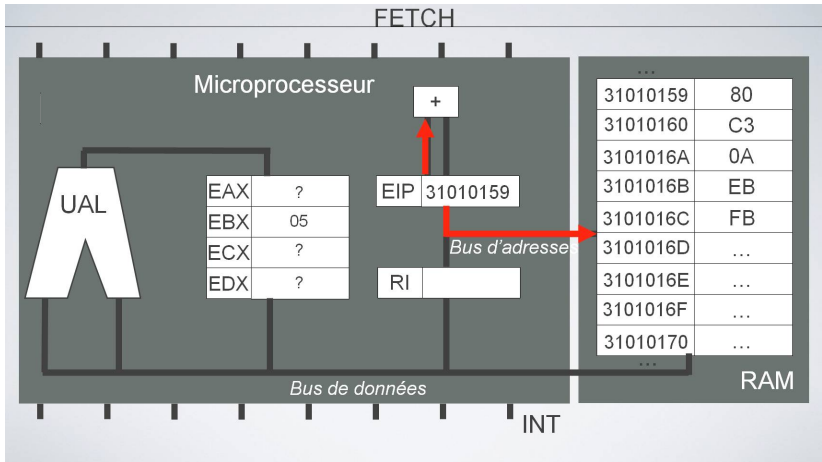 FETCH
Microprocesseur
+
UAL
EAX ?
EBX 05
ECX ?
EDX ?
EIP 31010159
Bus d'adresses
RI
Bus de données
INT
...
31010159 80
31010160 C3
3101016A 0A
3101016B EB
3101016C FB
3101016D ...
3101016E ...
3101016F ...
31010170 ...
...
RAM